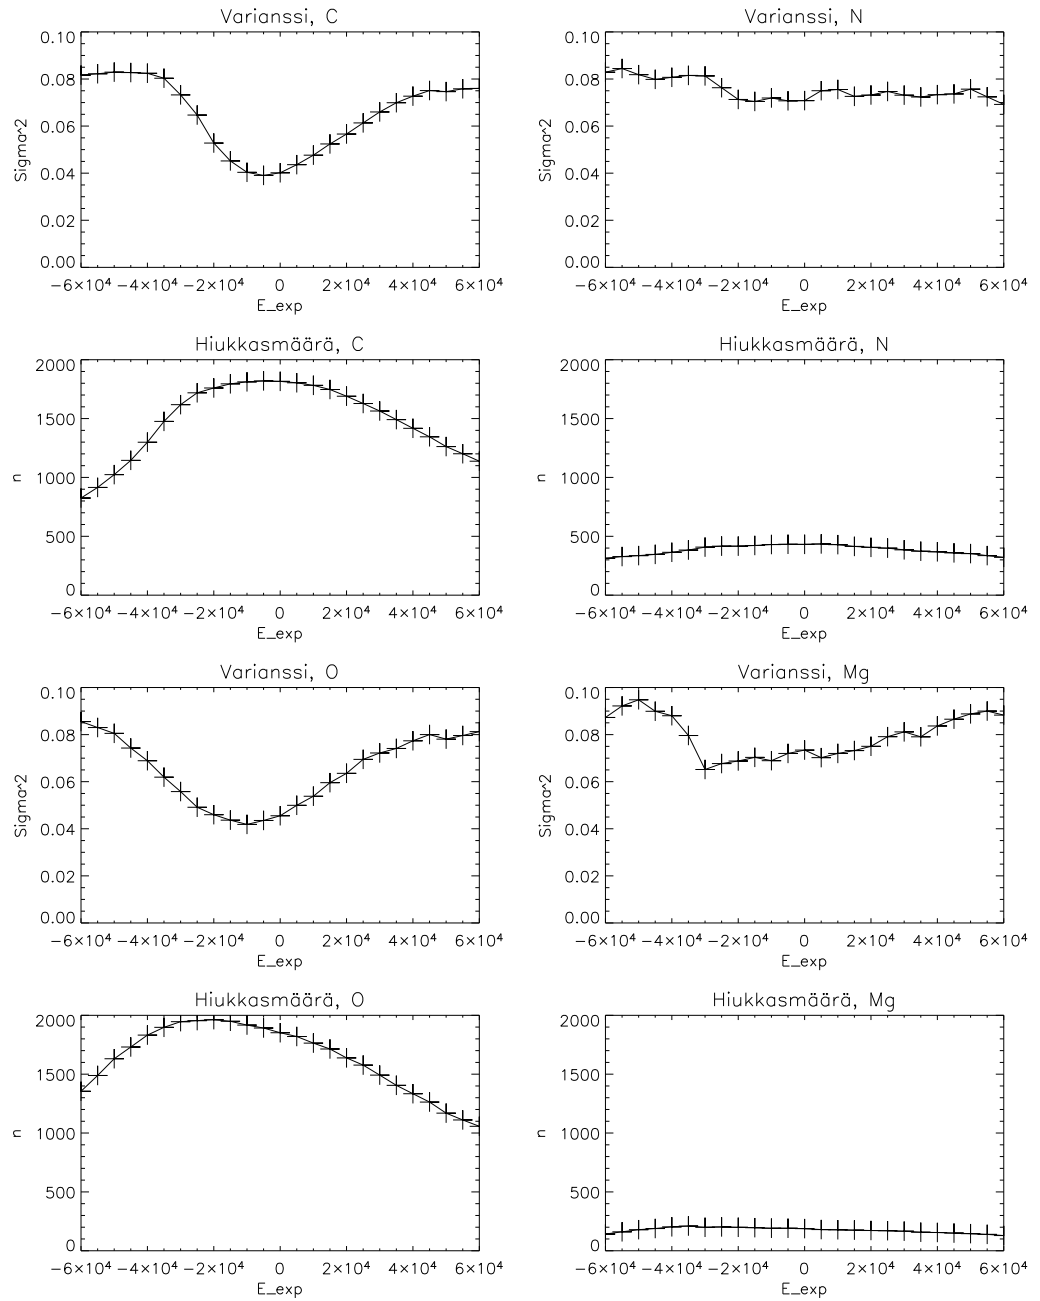 Varianssi, C
0.10
0.08
0.06
0.04
0.02
0.00
Sigma^2
−6×10⁴ −4×10⁴ −2×10⁴ 0 2×10⁴ 4×10⁴ 6×10⁴
E_exp
Varianssi, N
0.10
0.08
0.06
0.04
0.02
0.00
Sigma^2
−6×10⁴ −4×10⁴ −2×10⁴ 0 2×10⁴ 4×10⁴ 6×10⁴
E_exp
Hiukkasmäärä, C
2000
1500
1000
500
0
n
−6×10⁴ −4×10⁴ −2×10⁴ 0 2×10⁴ 4×10⁴ 6×10⁴
E_exp
Hiukkasmäärä, N
2000
1500
1000
500
0
n
−6×10⁴ −4×10⁴ −2×10⁴ 0 2×10⁴ 4×10⁴ 6×10⁴
E_exp
Varianssi, O
0.10
0.08
0.06
0.04
0.02
0.00
Sigma^2
−6×10⁴ −4×10⁴ −2×10⁴ 0 2×10⁴ 4×10⁴ 6×10⁴
E_exp
Varianssi, Mg
0.10
0.08
0.06
0.04
0.02
0.00
Sigma^2
−6×10⁴ −4×10⁴ −2×10⁴ 0 2×10⁴ 4×10⁴ 6×10⁴
E_exp
Hiukkasmäärä, O
2000
1500
1000
500
0
n
−6×10⁴ −4×10⁴ −2×10⁴ 0 2×10⁴ 4×10⁴ 6×10⁴
E_exp
Hiukkasmäärä, Mg
2000
1500
1000
500
0
n
−6×10⁴ −4×10⁴ −2×10⁴ 0 2×10⁴ 4×10⁴ 6×10⁴
E_exp